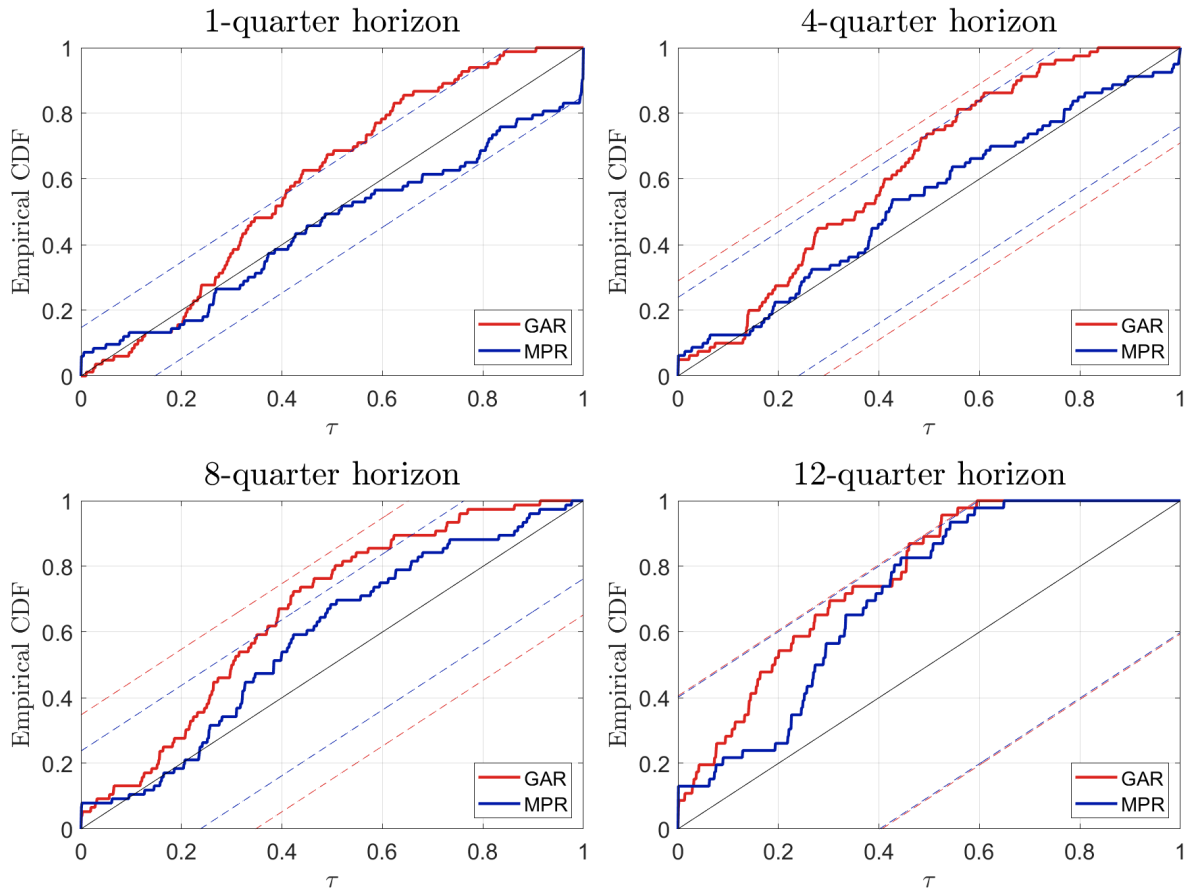 1-quarter horizon
Empirical CDF
1
0.8
0.6
0.4
0.2
0
0 0.2 0.4 0.6 0.8 1
τ
GAR
MPR
4-quarter horizon
Empirical CDF
1
0.8
0.6
0.4
0.2
0
0 0.2 0.4 0.6 0.8 1
τ
GAR
MPR
8-quarter horizon
Empirical CDF
1
0.8
0.6
0.4
0.2
0
0 0.2 0.4 0.6 0.8 1
τ
GAR
MPR
12-quarter horizon
Empirical CDF
1
0.8
0.6
0.4
0.2
0
0 0.2 0.4 0.6 0.8 1
τ
GAR
MPR